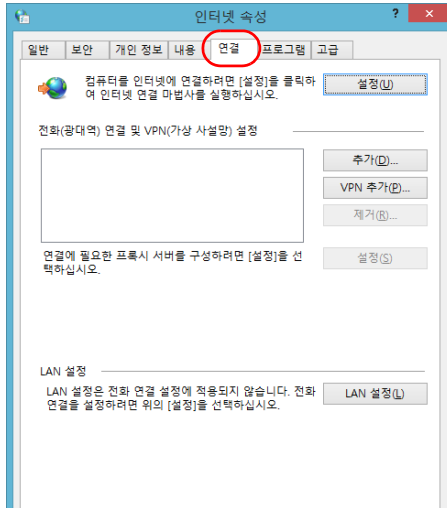 인터넷 속성
? ×
일반 보안 개인 정보 내용 연결 프로그램 고급
컴퓨터를 인터넷에 연결하려면 [설정]을 클릭하
여 인터넷 연결 마법사를 실행하십시오.
설정(U)
전화(광대역) 연결 및 VPN(가상 사설망) 설정
추가(D)...
VPN 추가(P)...
제거(R)...
연결에 필요한 프록시 서버를 구성하려면 [설정]을 선
택하십시오.
설정(S)
LAN 설정
LAN 설정은 전화 연결 설정에 적용되지 않습니다. 전화
연결을 설정하려면 위의 [설정]을 선택하십시오.
LAN 설정(L)